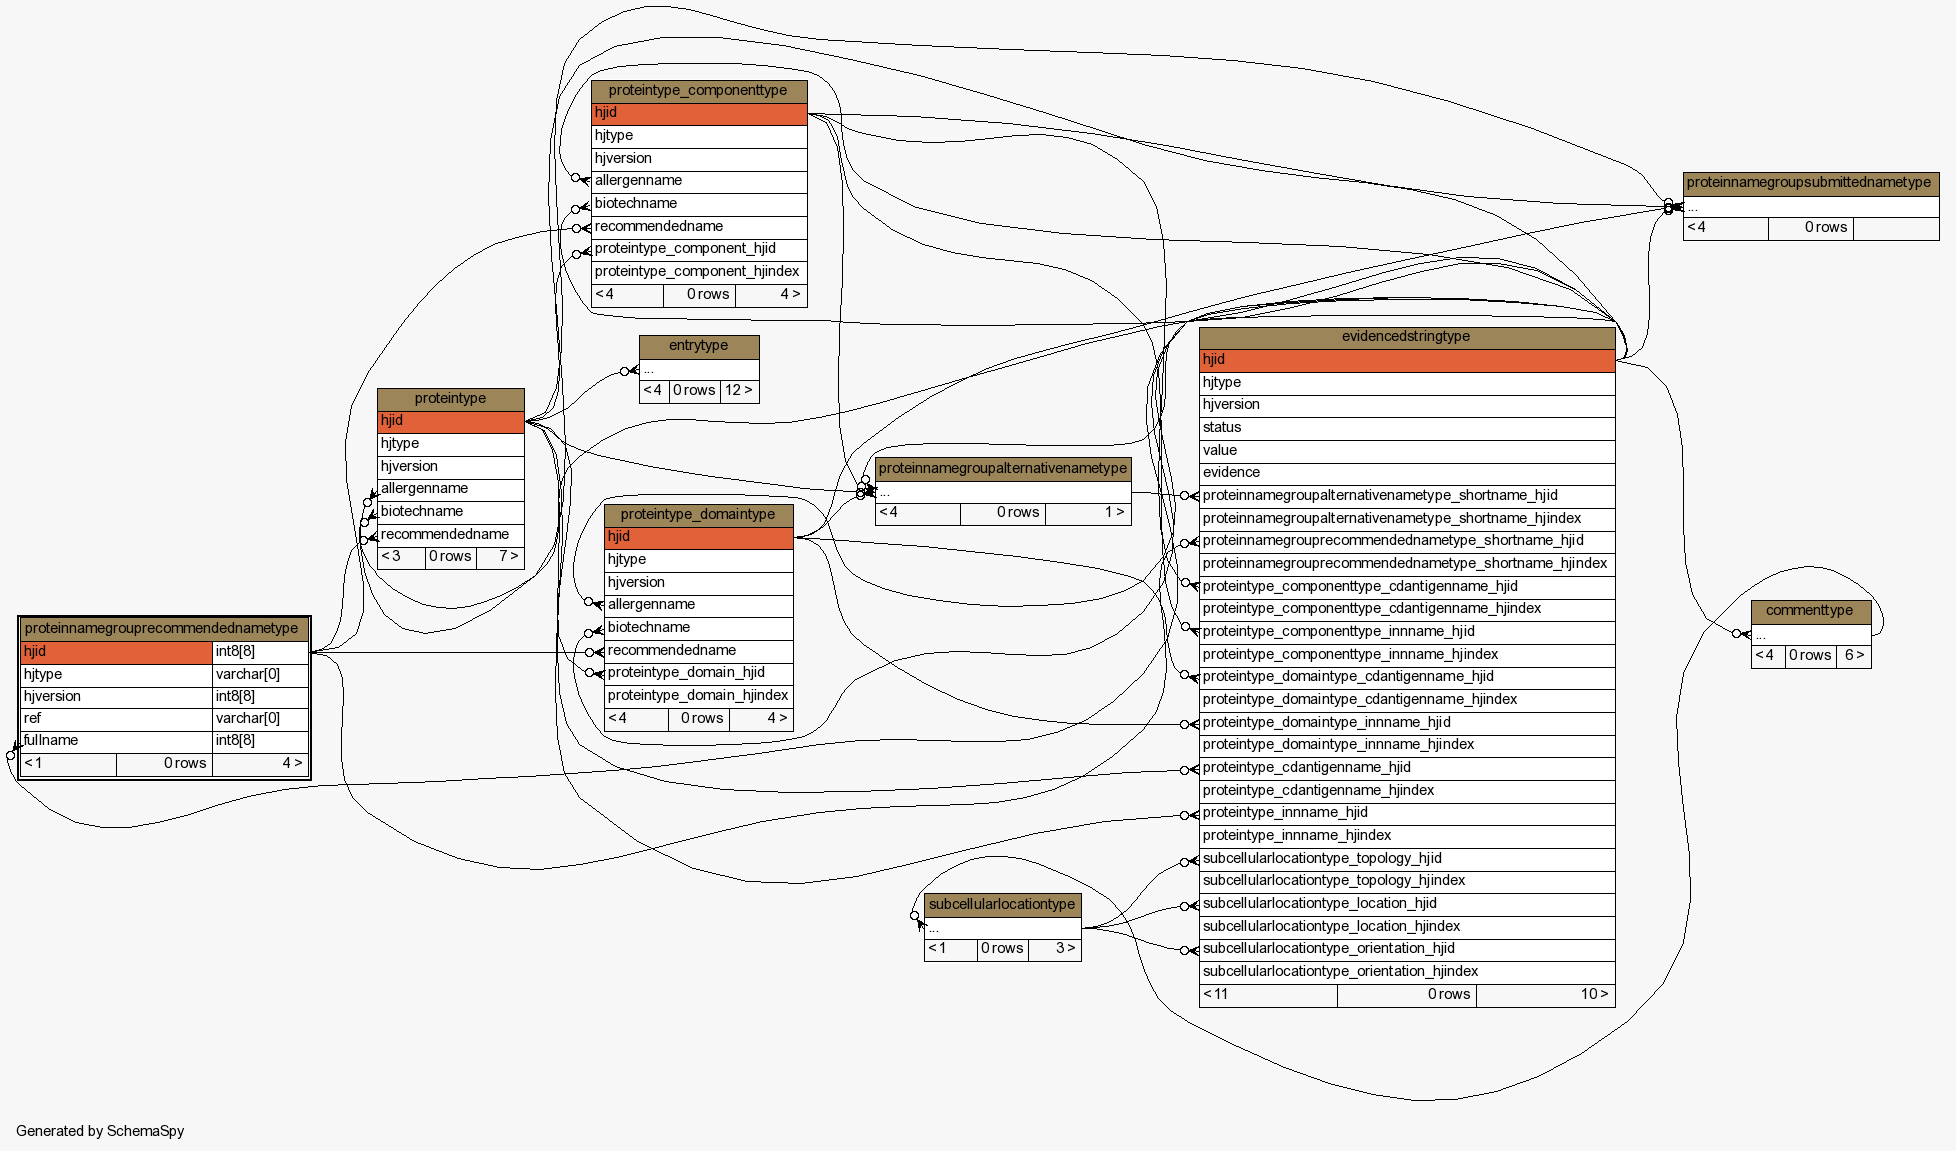 proteintype_componenttype
hjid
hjtype
hjversion
allergenname
biotechname
recommendedname
proteintype_component_hjid
proteintype_component_hjindex
< 4 0 rows 4 >
proteinnamegroupsubmittednametype
...
< 4 0 rows
entrytype
...
< 4 0 rows 12 >
proteintype
hjid
hjtype
hjversion
allergenname
biotechname
recommendedname
< 3 0 rows 7 >
proteinnamegroupalternativenametype
...
< 4 0 rows 1 >
proteintype_domaintype
hjid
hjtype
hjversion
allergenname
biotechname
recommendedname
proteintype_domain_hjid
proteintype_domain_hjindex
< 4 0 rows 4 >
evidencedstringtype
hjid
hjtype
hjversion
status
value
evidence
proteinnamegroupalternativenametype_shortname_hjid
proteinnamegroupalternativenametype_shortname_hjindex
proteinnamegrouprecommendednametype_shortname_hjid
proteinnamegrouprecommendednametype_shortname_hjindex
proteintype_componenttype_cdantigenname_hjid
proteintype_componenttype_cdantigenname_hjindex
proteintype_componenttype_innname_hjid
proteintype_componenttype_innname_hjindex
proteintype_domaintype_cdantigenname_hjid
proteintype_domaintype_cdantigenname_hjindex
proteintype_domaintype_innname_hjid
proteintype_domaintype_innname_hjindex
proteintype_cdantigenname_hjid
proteintype_cdantigenname_hjindex
proteintype_innname_hjid
proteintype_innname_hjindex
subcellularlocationtype_topology_hjid
subcellularlocationtype_topology_hjindex
subcellularlocationtype_location_hjid
subcellularlocationtype_location_hjindex
subcellularlocationtype_orientation_hjid
subcellularlocationtype_orientation_hjindex
< 11 0 rows 10 >
proteinnamegrouprecommendednametype
hjid int8[8]
hjtype varchar[0]
hjversion int8[8]
ref varchar[0]
fullname int8[8]
< 1 0 rows 4 >
commenttype
...
< 4 0 rows 6 >
subcellularlocationtype
...
< 1 0 rows 3 >
Generated by SchemaSpy